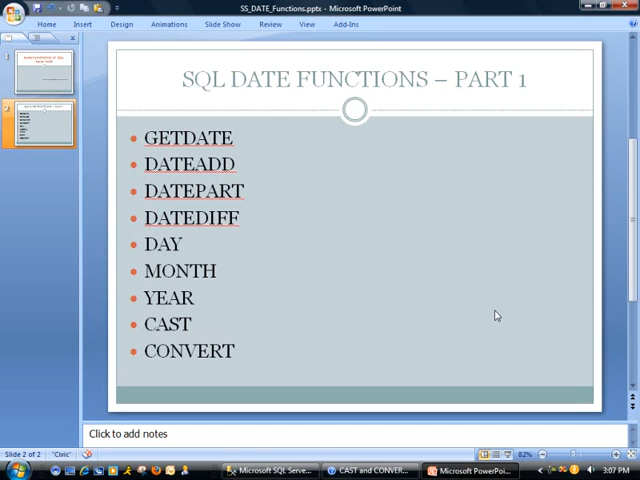 SS_DATE_Functions.pptx - Microsoft PowerPoint
Home Insert Design Animations Slide Show Review View Add-Ins
1
2
SQL DATE FUNCTIONS – PART 1
GETDATE
DATEADD
DATEPART
DATEDIFF
DAY
MONTH
YEAR
CAST
CONVERT
Click to add notes
Slide 2 of 2 "Civic" 82%
Microsoft SQL Serve... CAST and CONVER... Microsoft PowerPoi... 3:07 PM